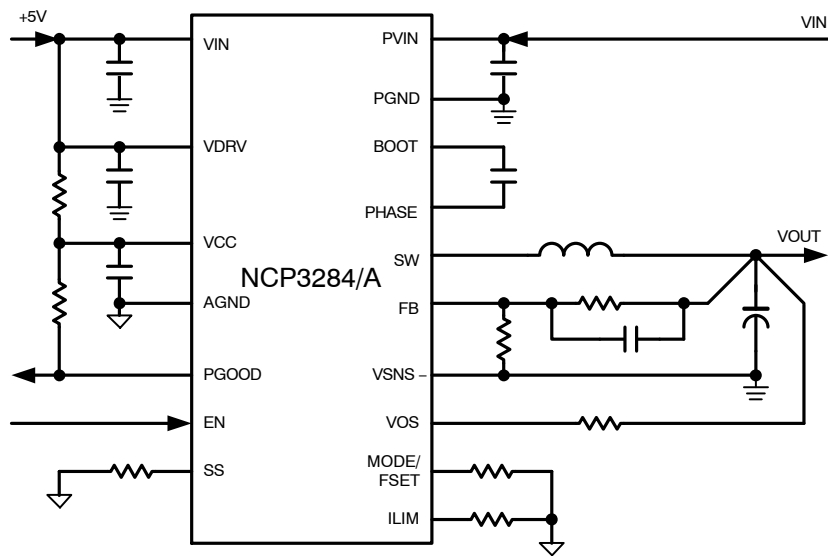 +5V
VIN
VIN
PVIN
PGND
VDRV
BOOT
PHASE
VCC
SW
VOUT
NCP3284/A
AGND
FB
PGOOD
VSNS –
EN
VOS
SS
MODE/
FSET
ILIM